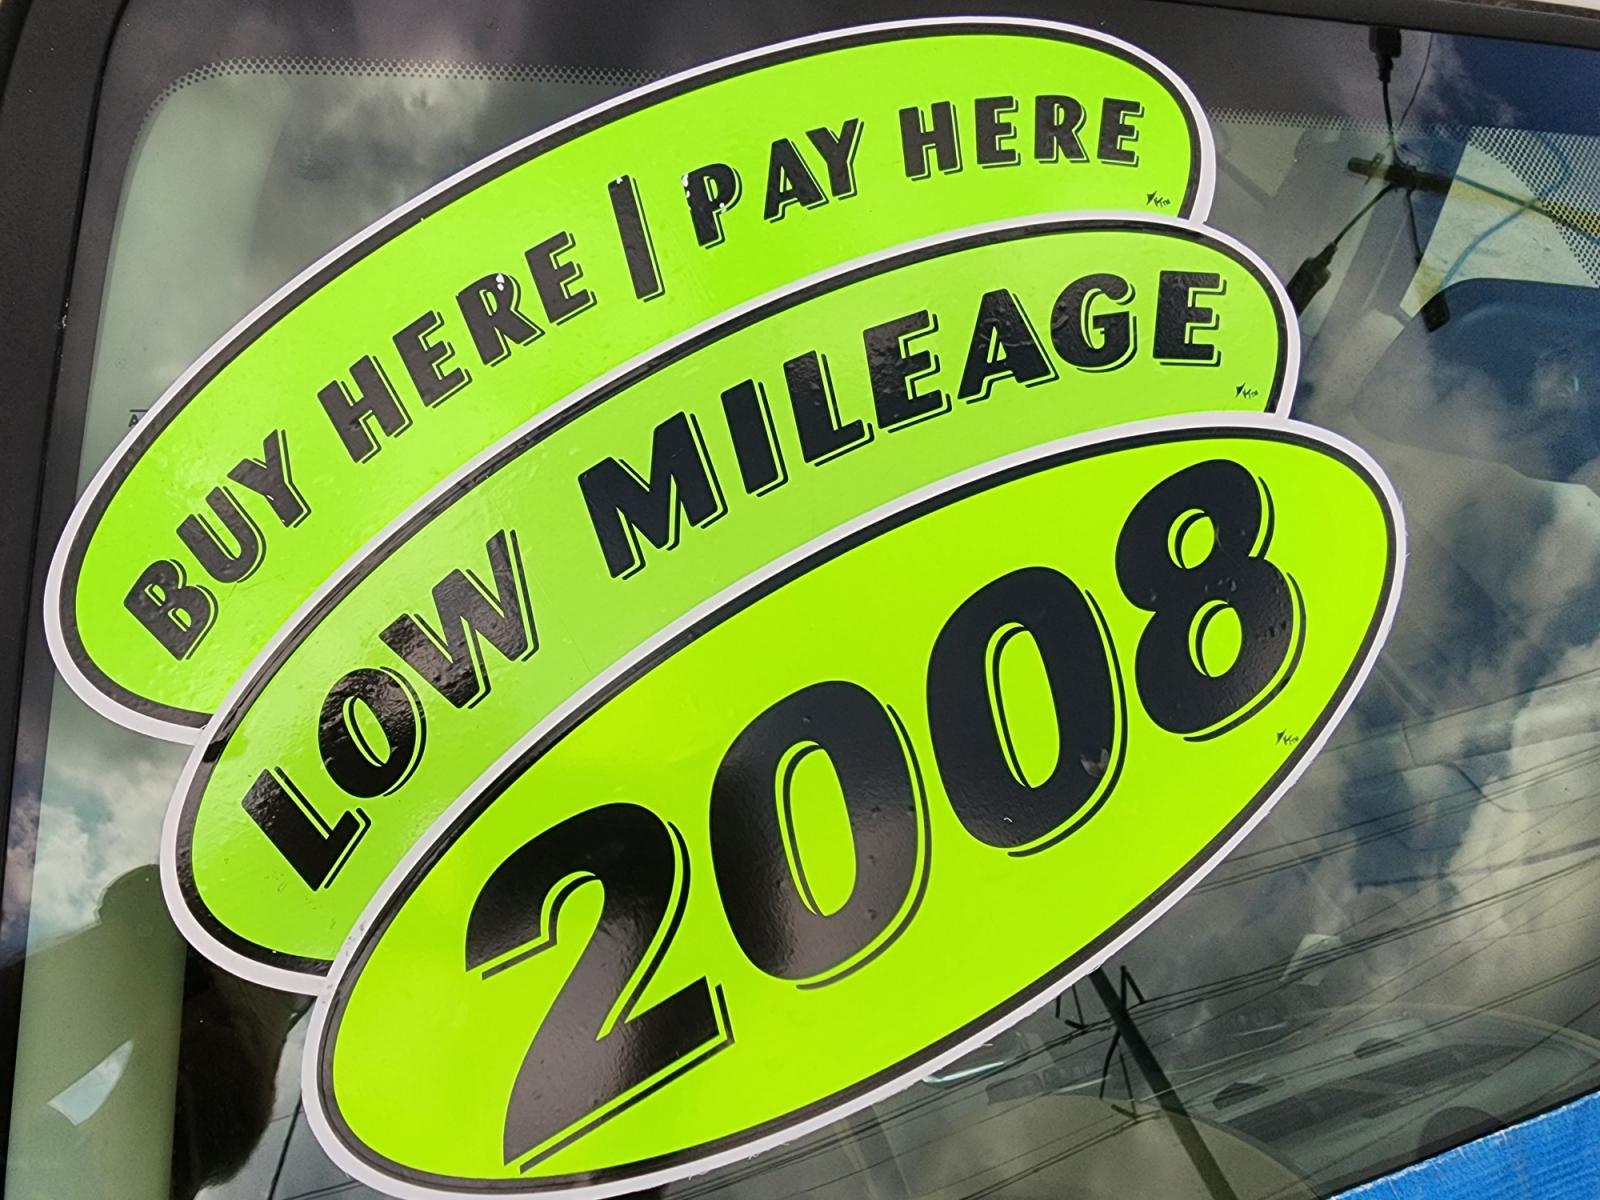 BUY HERE | PAY HERE
LOW MILEAGE
2008